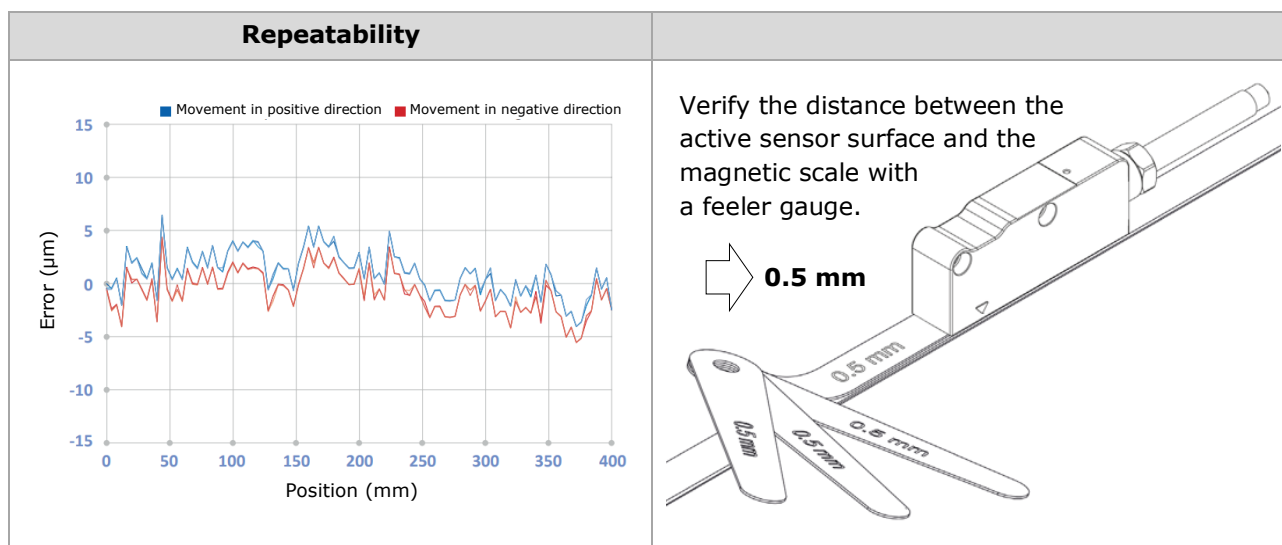 Repeatability
Movement in positive direction Movement in negative direction
15
10
5
0
-5
-10
-15
Error (µm)
0 50 100 150 200 250 300 350 400
Position (mm)
Verify the distance between the
active sensor surface and the
magnetic scale with
a feeler gauge.
0.5 mm
0.5 mm
0.5 mm
0.5 mm
0.5 mm